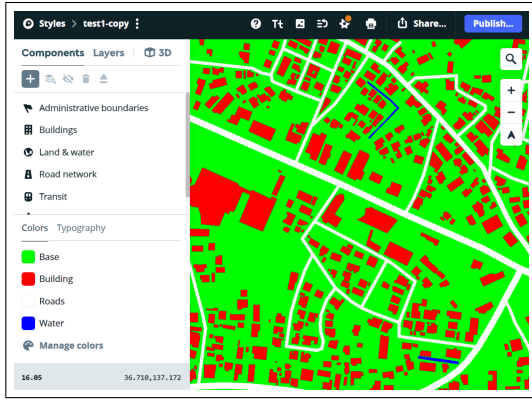 Styles > test1-copy
Tt
Share...
Publish...
Components Layers 3D
Administrative boundaries
Buildings
Land & water
Road network
Transit
Colors Typography
Base
Building
Roads
Water
Manage colors
16.05 36.710,137.172